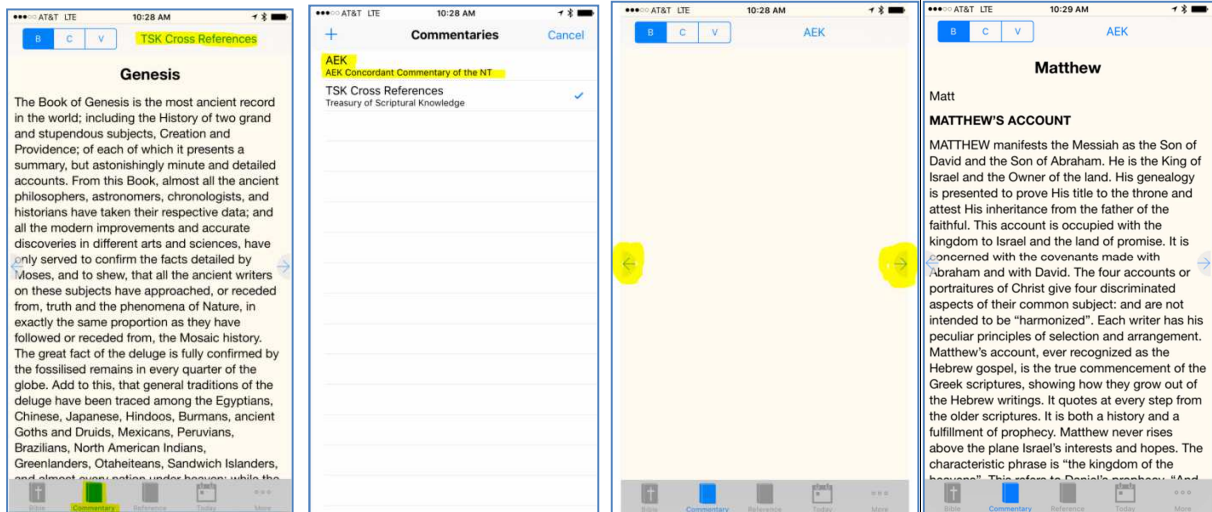 AT&T LTE 10:28 AM
B C V TSK Cross References
Genesis
The Book of Genesis is the most ancient record
in the world; including the History of two grand
and stupendous subjects, Creation and
Providence; of each of which it presents a
summary, but astonishingly minute and detailed
accounts. From this Book, almost all the ancient
philosophers, astronomers, chronologists, and
historians have taken their respective data; and
all the modern improvements and accurate
discoveries in different arts and sciences, have
only served to confirm the facts detailed by
Moses, and to shew, that all the ancient writers
on these subjects have approached, or receded
from, truth and the phenomena of Nature, in
exactly the same proportion as they have
followed or receded from, the Mosaic history.
The great fact of the deluge is fully confirmed by
the fossilised remains in every quarter of the
globe. Add to this, that general traditions of the
deluge have been traced among the Egyptians,
Chinese, Japanese, Hindoos, Burmans, ancient
Goths and Druids, Mexicans, Peruvians,
Brazilians, North American Indians,
Greenlanders, Otaheiteans, Sandwich Islanders,
and almost every nation under heaven; while the
Bible Commentary Reference Today More
AT&T LTE 10:28 AM
+ Commentaries Cancel
AEK
AEK Concordant Commentary of the NT
TSK Cross References
Treasury of Scriptural Knowledge
AT&T LTE 10:28 AM
B C V AEK
Bible Commentary Reference Today More
AT&T LTE 10:29 AM
B C V AEK
Matthew
Matt
MATTHEW'S ACCOUNT
MATTHEW manifests the Messiah as the Son of
David and the Son of Abraham. He is the King of
Israel and the Owner of the land. His genealogy
is presented to prove His title to the throne and
attest His inheritance from the father of the
faithful. This account is occupied with the
kingdom to Israel and the land of promise. It is
concerned with the covenants made with
Abraham and with David. The four accounts or
portraitures of Christ give four discriminated
aspects of their common subject: and are not
intended to be “harmonized”. Each writer has his
peculiar principles of selection and arrangement.
Matthew's account, ever recognized as the
Hebrew gospel, is the true commencement of the
Greek scriptures, showing how they grow out of
the Hebrew writings. It quotes at every step from
the older scriptures. It is both a history and a
fulfillment of prophecy. Matthew never rises
above the plane Israel's interests and hopes. The
characteristic phrase is “the kingdom of the
heavens”. This refers to Daniel's prophecy, “And
Bible Commentary Reference Today More